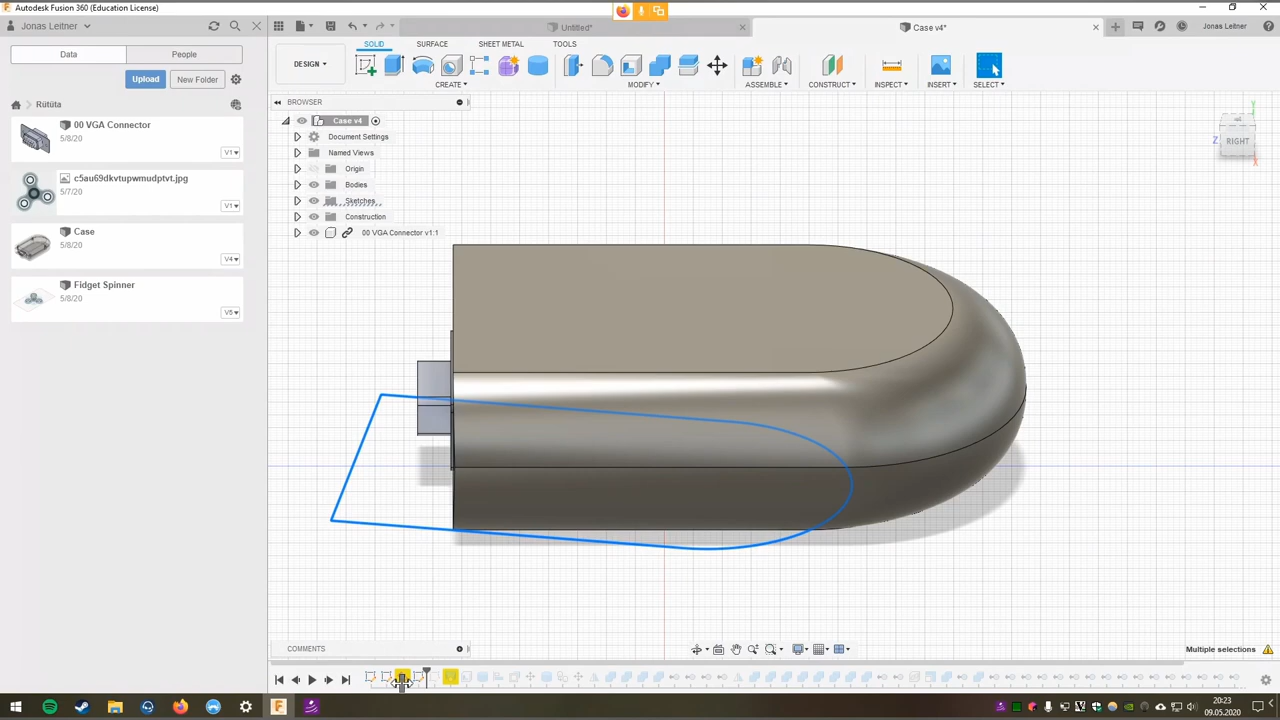 Autodesk Fusion 360 (Education License)
Jonas Leitner
Untitled*
Case v4*
Jonas Leitner
Data
People
SOLID
SURFACE
SHEET METAL
TOOLS
DESIGN
CREATE
MODIFY
ASSEMBLE
CONSTRUCT
INSPECT
INSERT
SELECT
Upload
New Folder
Rütüta
00 VGA Connector
5/8/20
V1
c5au69dkvtupwmudptvt.jpg
5/7/20
V1
Case
5/8/20
V4
Fidget Spinner
5/8/20
V5
BROWSER
Case v4
Document Settings
Named Views
Origin
Bodies
Sketches
Construction
00 VGA Connector v1:1
Y
Z
RIGHT
X
COMMENTS
Multiple selections
20:23
09.05.2020